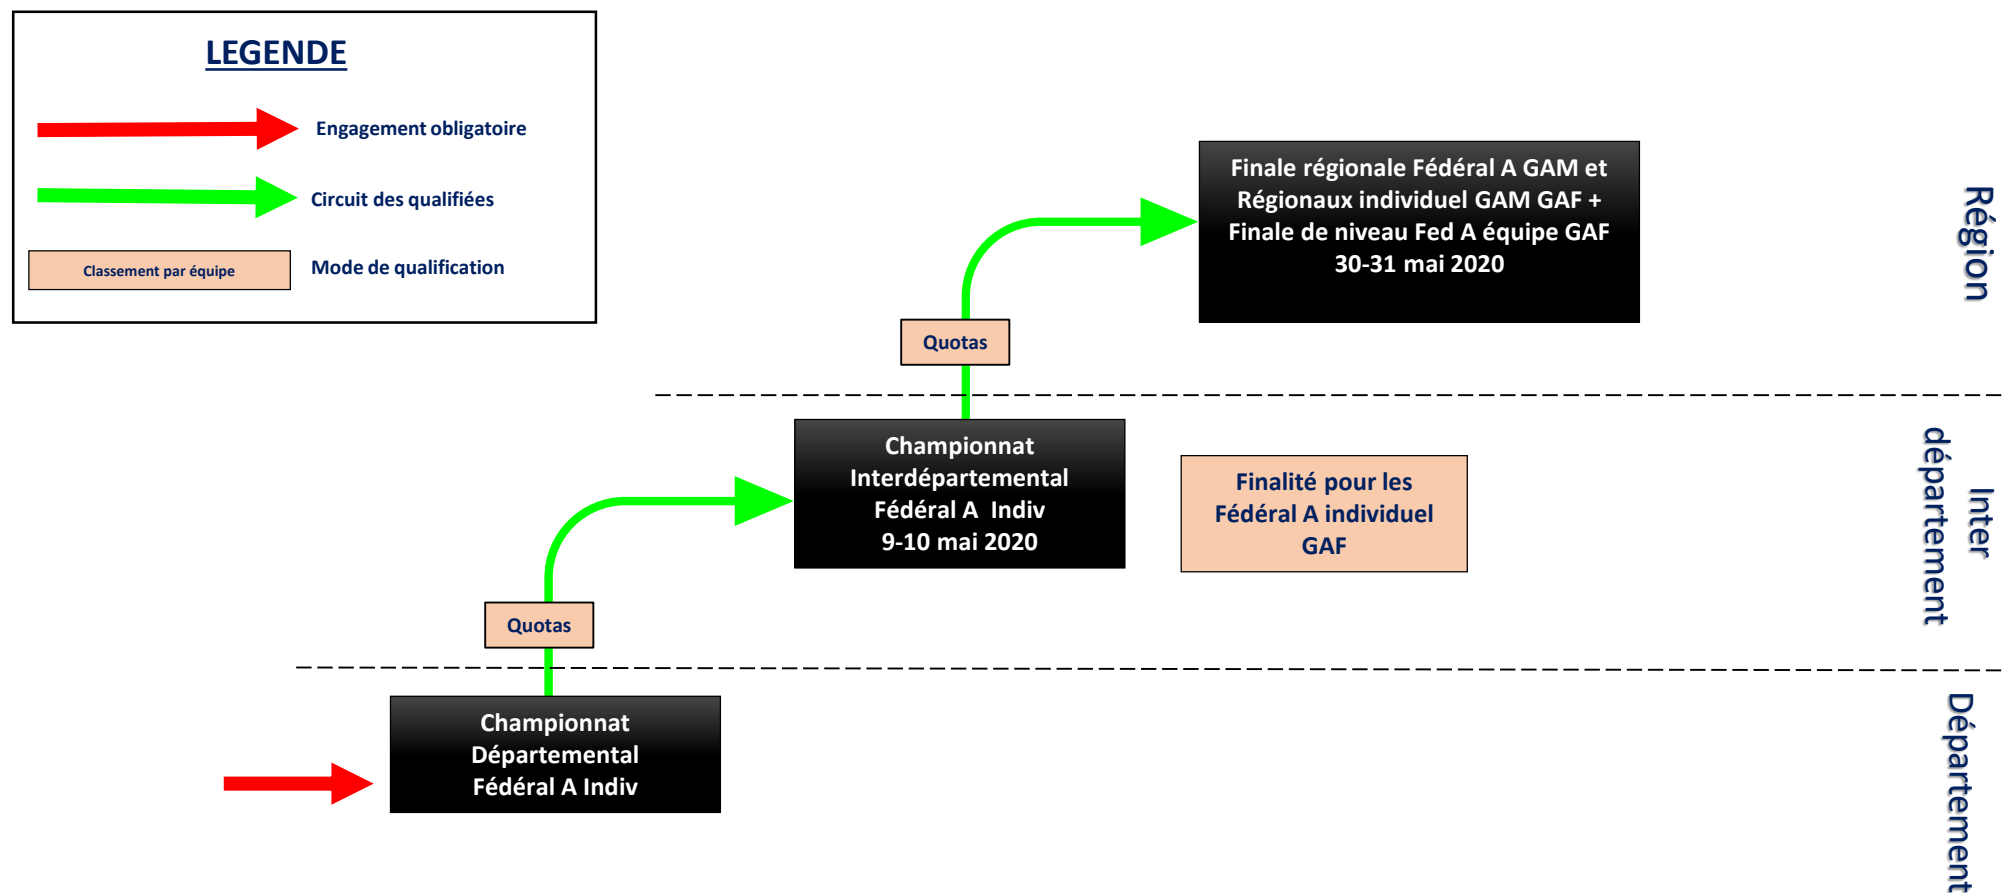 LEGENDE
Engagement obligatoire
Circuit des qualifiées
Classement par équipe
Mode de qualification
Finale régionale Fédéral A GAM et
Régionaux individuel GAM GAF +
Finale de niveau Fed A équipe GAF
30-31 mai 2020
Région
Quotas
Championnat
Interdépartemental
Fédéral A Indiv
9-10 mai 2020
Finalité pour les
Fédéral A individuel
GAF
Inter
département
Quotas
Championnat
Départemental
Fédéral A Indiv
Département